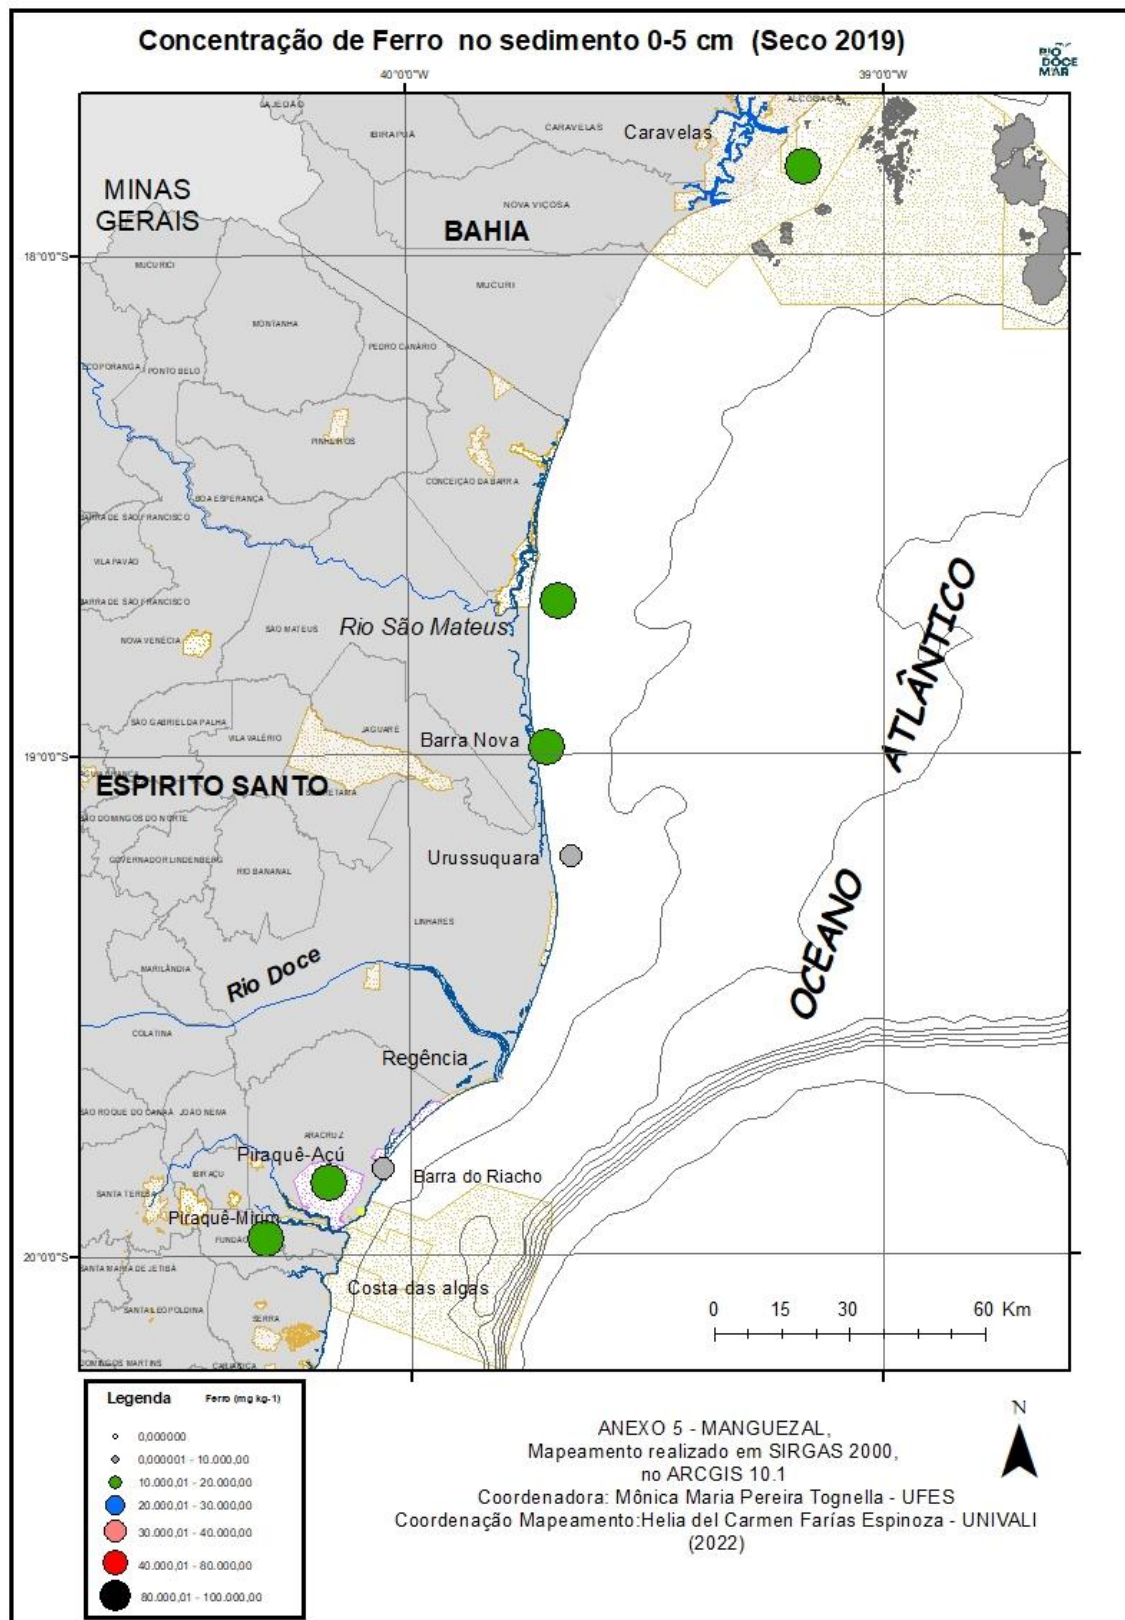 Concentração de Ferro no sedimento 0-5 cm (Seco 2019)
RIO
DOCE
MAR
40°0'0"W
39°0'0"W
LAJEDÃO
IBIRAPUÃ
CARAVELAS
Caravelas
ALCOBAÇA
MINAS
GERAIS
NOVA VIÇOSA
BAHIA
18°0'0"S
MUCURICI
MUCURI
MONTANHA
PEDRO CANÁRIO
ECOPORANGA
PONTO BELO
PINHEIROS
CONCEIÇÃO DA BARRA
BOA ESPERANÇA
BARRA DE SÃO FRANCISCO
VILA PAVÃO
BARRA DE SÃO FRANCISCO
NOVA VENÉCIA
SÃO MATEUS
Rio São Mateus
ATLÂNTICO
SÃO GABRIEL DA PALHA
VILA VALÉRIO
JAGUARÉ
Barra Nova
19°0'0"S
ESPIRITO SANTO
SÃO DOMINGOS DO NORTE
GOVERNADOR LINDENBERG
RIO BANANAL
Urussuquara
LINHARES
OCEANO
MARILÂNDIA
Rio Doce
COLATINA
Regência
SÃO ROQUE DO CANAÃ
JOÃO NEIVA
ARACRUZ
Piraquê-Açú
IBIRAÇU
Barra do Riacho
SANTA TERESA
Piraquê-Mirim
FUNDÃO
20°0'0"S
SANTA MARIA DE JETIBÁ
Costa das algas
SANTA LEOPOLDINA
SERRA
0 15 30 60 Km
DOMINGOS MARTINS
CARIACICA
Legenda Ferro (mg kg-1)
0,000000
0,000001 - 10.000,00
10.000,01 - 20.000,00
20.000,01 - 30.000,00
30.000,01 - 40.000,00
40.000,01 - 80.000,00
80.000,01 - 100.000,00
N
ANEXO 5 - MANGUEZAL,
Mapeamento realizado em SIRGAS 2000,
no ARCGIS 10.1
Coordenadora: Mônica Maria Pereira Tognella - UFES
Coordenação Mapeamento:Helia del Carmen Farías Espinoza - UNIVALI
(2022)